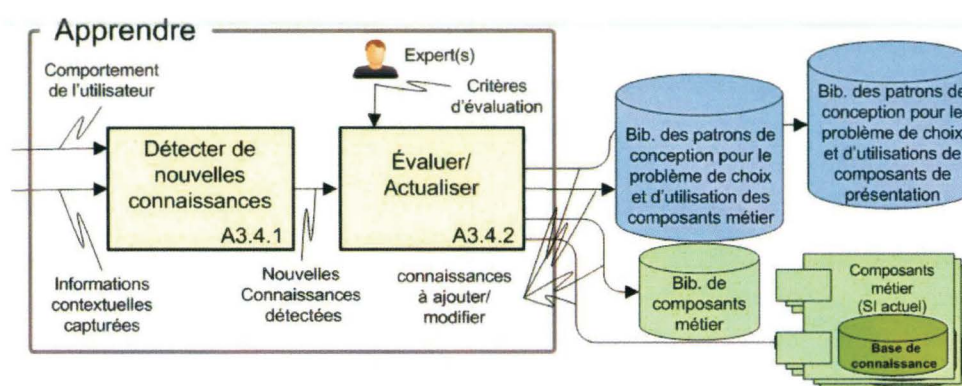 Apprendre
Comportement
de l'utilisateur
Expert(s)
Critères
d'évaluation
Détecter de
nouvelles
connaissances
A3.4.1
Évaluer/
Actualiser
A3.4.2
Informations
contextuelles
capturées
Nouvelles
Connaissances
détectées
connaissances
à ajouter/
modifier
Bib. des patrons de
conception pour le
problème de choix
et d'utilisation des
composants métier
Bib. des patrons de
conception pour le
problème de choix
et d'utilisations de
composants de
présentation
Bib. de
composants
métier
Composants
métier
(SI actuel)
Base de
connaissance